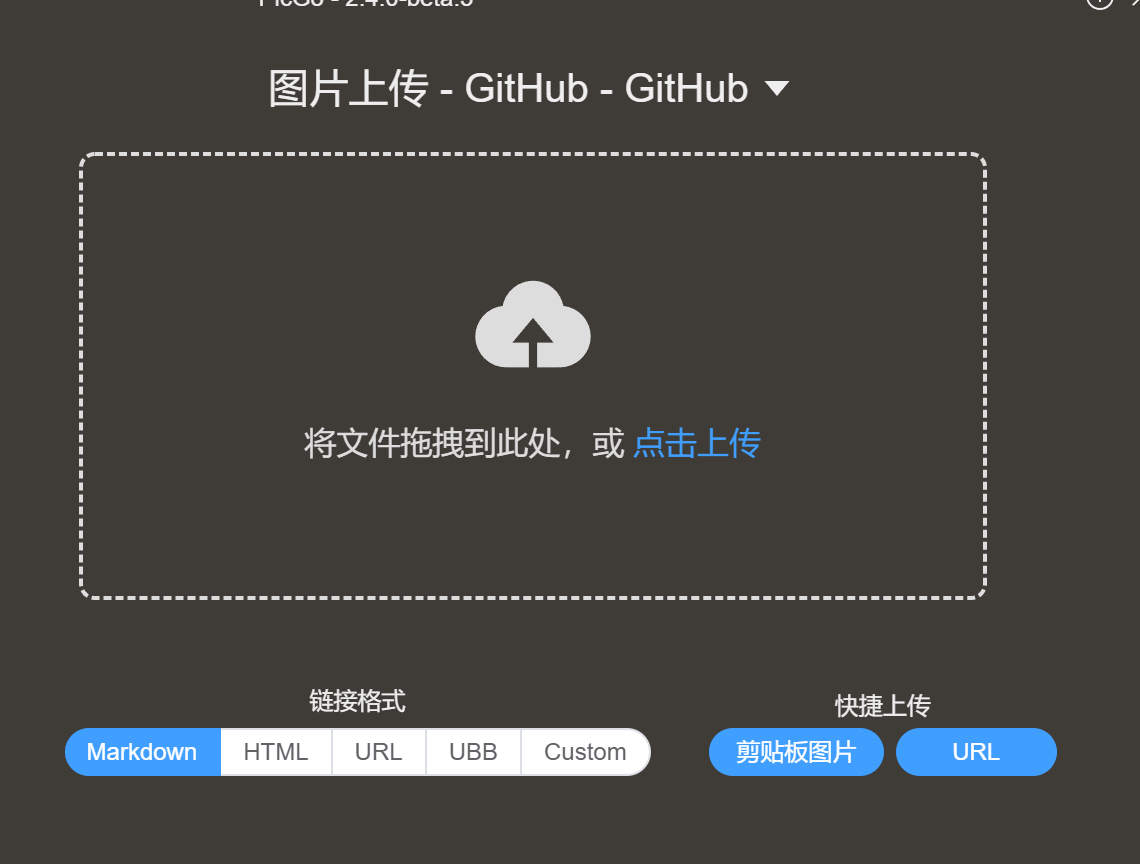 PicGo - 2.4.0-beta.3
图片上传 - GitHub - GitHub
将文件拖拽到此处，或 点击上传
链接格式
快捷上传
Markdown HTML URL UBB Custom
剪贴板图片 URL